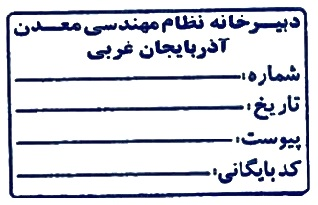 دبیرخانه نظام مهندسی معدن
آذربایجان غربی
شماره:
تاریخ:
پیوست:
کد بایگانی: